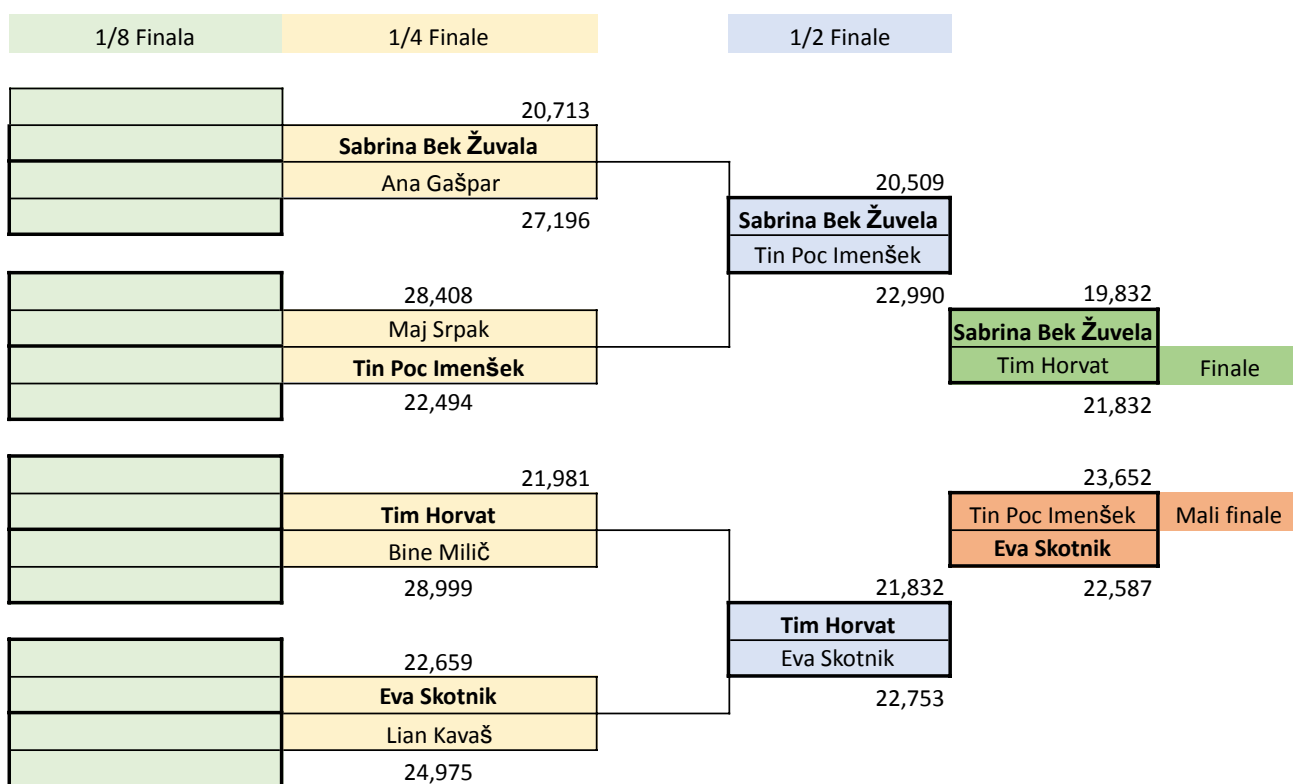 1/8 Finala
1/4 Finale
1/2 Finale
20,713
Sabrina Bek Žuvala
Ana Gašpar
27,196
28,408
Maj Srpak
Tin Poc Imenšek
22,494
21,981
Tim Horvat
Bine Milič
28,999
22,659
Eva Skotnik
Lian Kavaš
24,975
20,509
Sabrina Bek Žuvela
Tin Poc Imenšek
22,990
21,832
Tim Horvat
Eva Skotnik
22,753
19,832
Sabrina Bek Žuvela
Tim Horvat
Finale
21,832
23,652
Tin Poc Imenšek
Mali finale
Eva Skotnik
22,587